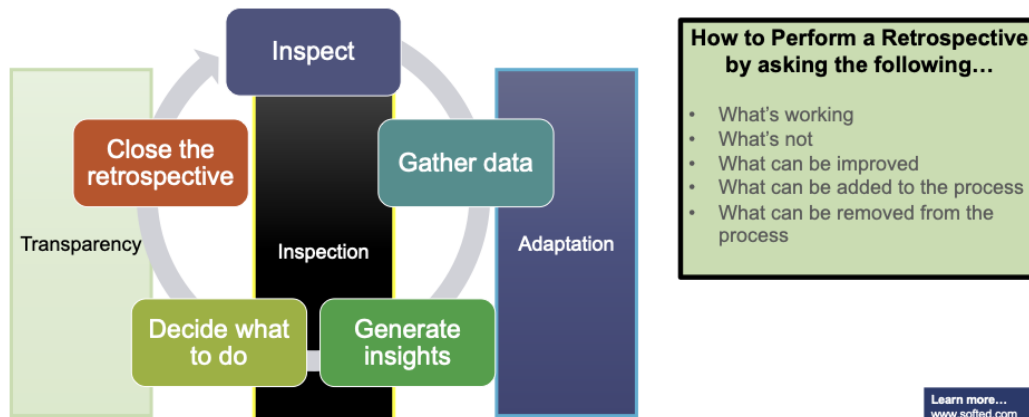 Inspect
Gather data
Generate
insights
Decide what
to do
Close the
retrospective
Transparency
Inspection
Adaptation
How to Perform a Retrospective
by asking the following…
• What's working
• What's not
• What can be improved
• What can be added to the process
• What can be removed from the
process
Learn more…
www.softed.com